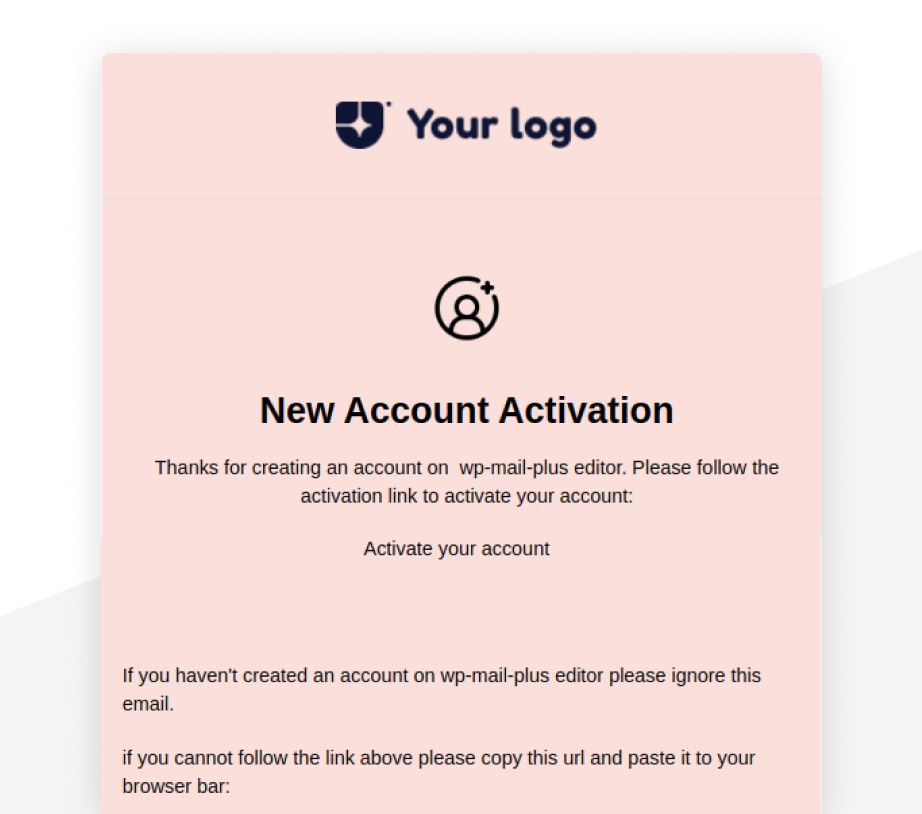 Your logo
New Account Activation
Thanks for creating an account on  wp-mail-plus editor. Please follow the
activation link to activate your account:
Activate your account
If you haven't created an account on wp-mail-plus editor please ignore this
email.
if you cannot follow the link above please copy this url and paste it to your
browser bar: